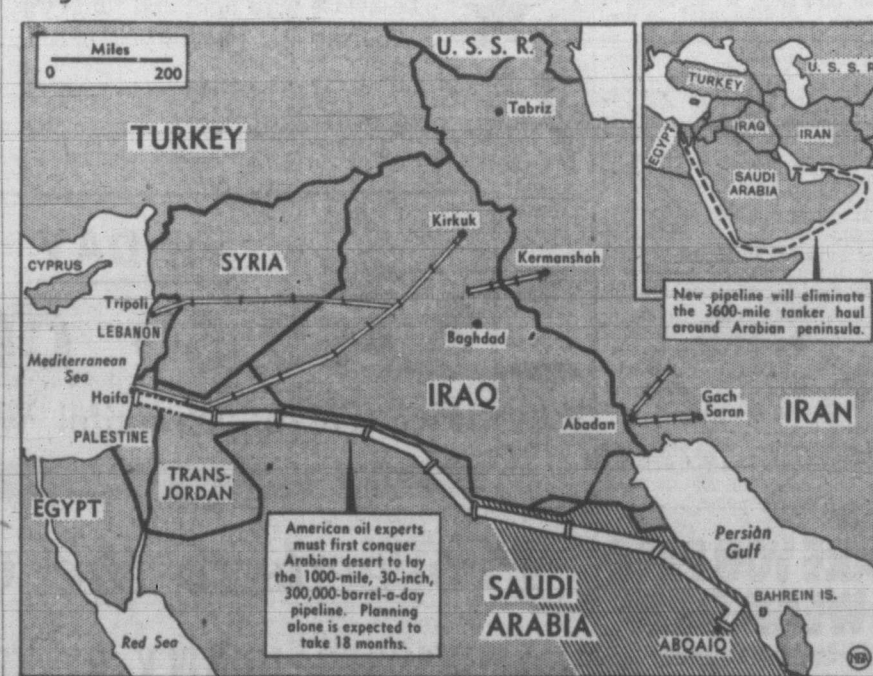 Miles
0 200
U. S. S. R.
Tabriz
TURKEY
Kirkuk
SYRIA
CYPRUS
Kermanshah
Tripoli
LEBANON
Baghdad
Mediterranean
Sea
Haifa
IRAQ
Gach
Saran
IRAN
Abadan
PALESTINE
TRANS-
JORDAN
EGYPT
American oil experts
must first conquer
Arabian desert to lay
the 1000-mile, 30-inch,
300,000-barrel-a-day
pipeline. Planning
alone is expected to
take 18 months.
Persian
Gulf
SAUDI
ARABIA
BAHREIN IS.
ABQAIQ
Red Sea
NEA
U. S. S. R
TURKEY
IRAQ
IRAN
EGYPT
SAUDI
ARABIA
New pipeline will eliminate
the 3600-mile tanker haul
around Arabian peninsula.